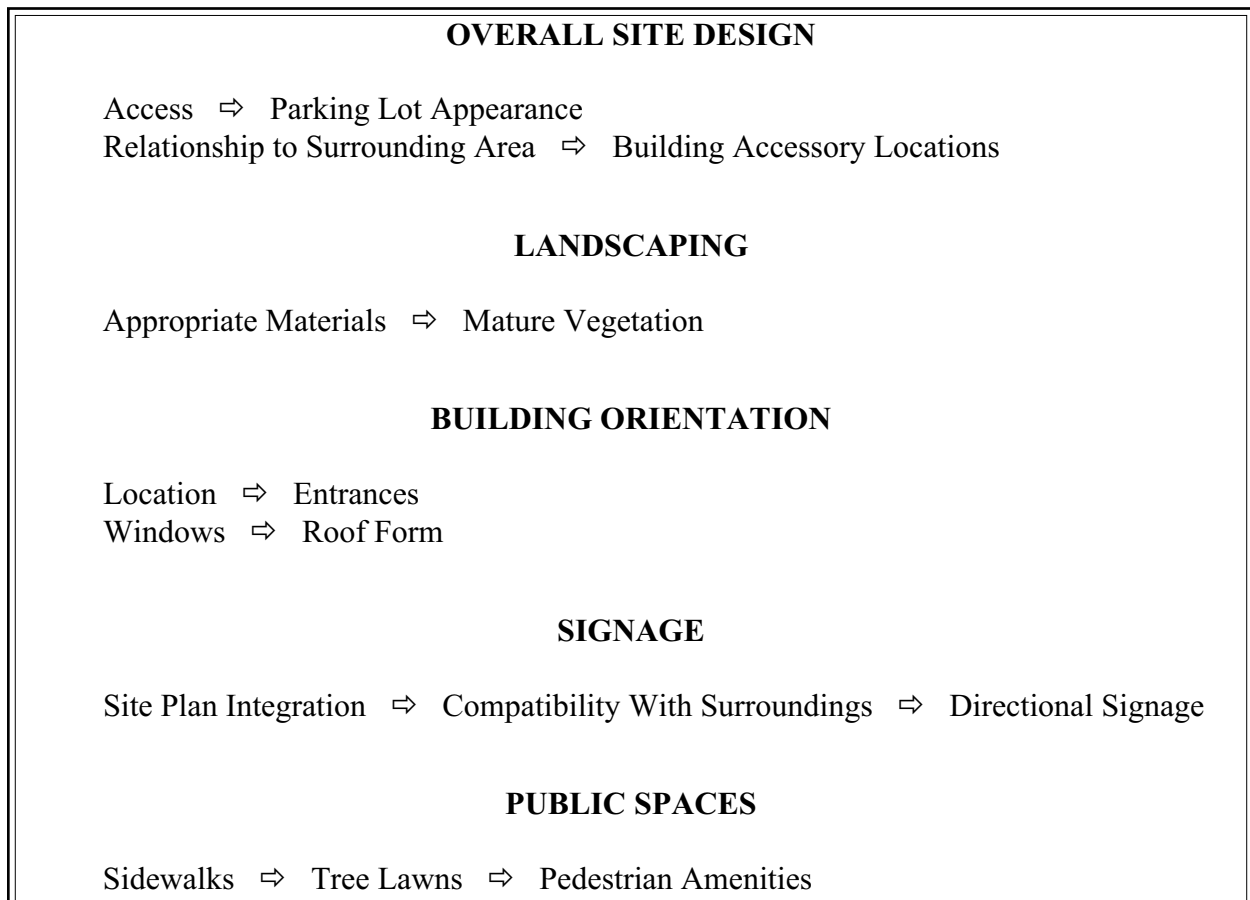 OVERALL SITE DESIGN
Access ⇨ Parking Lot Appearance
Relationship to Surrounding Area ⇨ Building Accessory Locations
LANDSCAPING
Appropriate Materials ⇨ Mature Vegetation
BUILDING ORIENTATION
Location ⇨ Entrances
Windows ⇨ Roof Form
SIGNAGE
Site Plan Integration ⇨ Compatibility With Surroundings ⇨ Directional Signage
PUBLIC SPACES
Sidewalks ⇨ Tree Lawns ⇨ Pedestrian Amenities